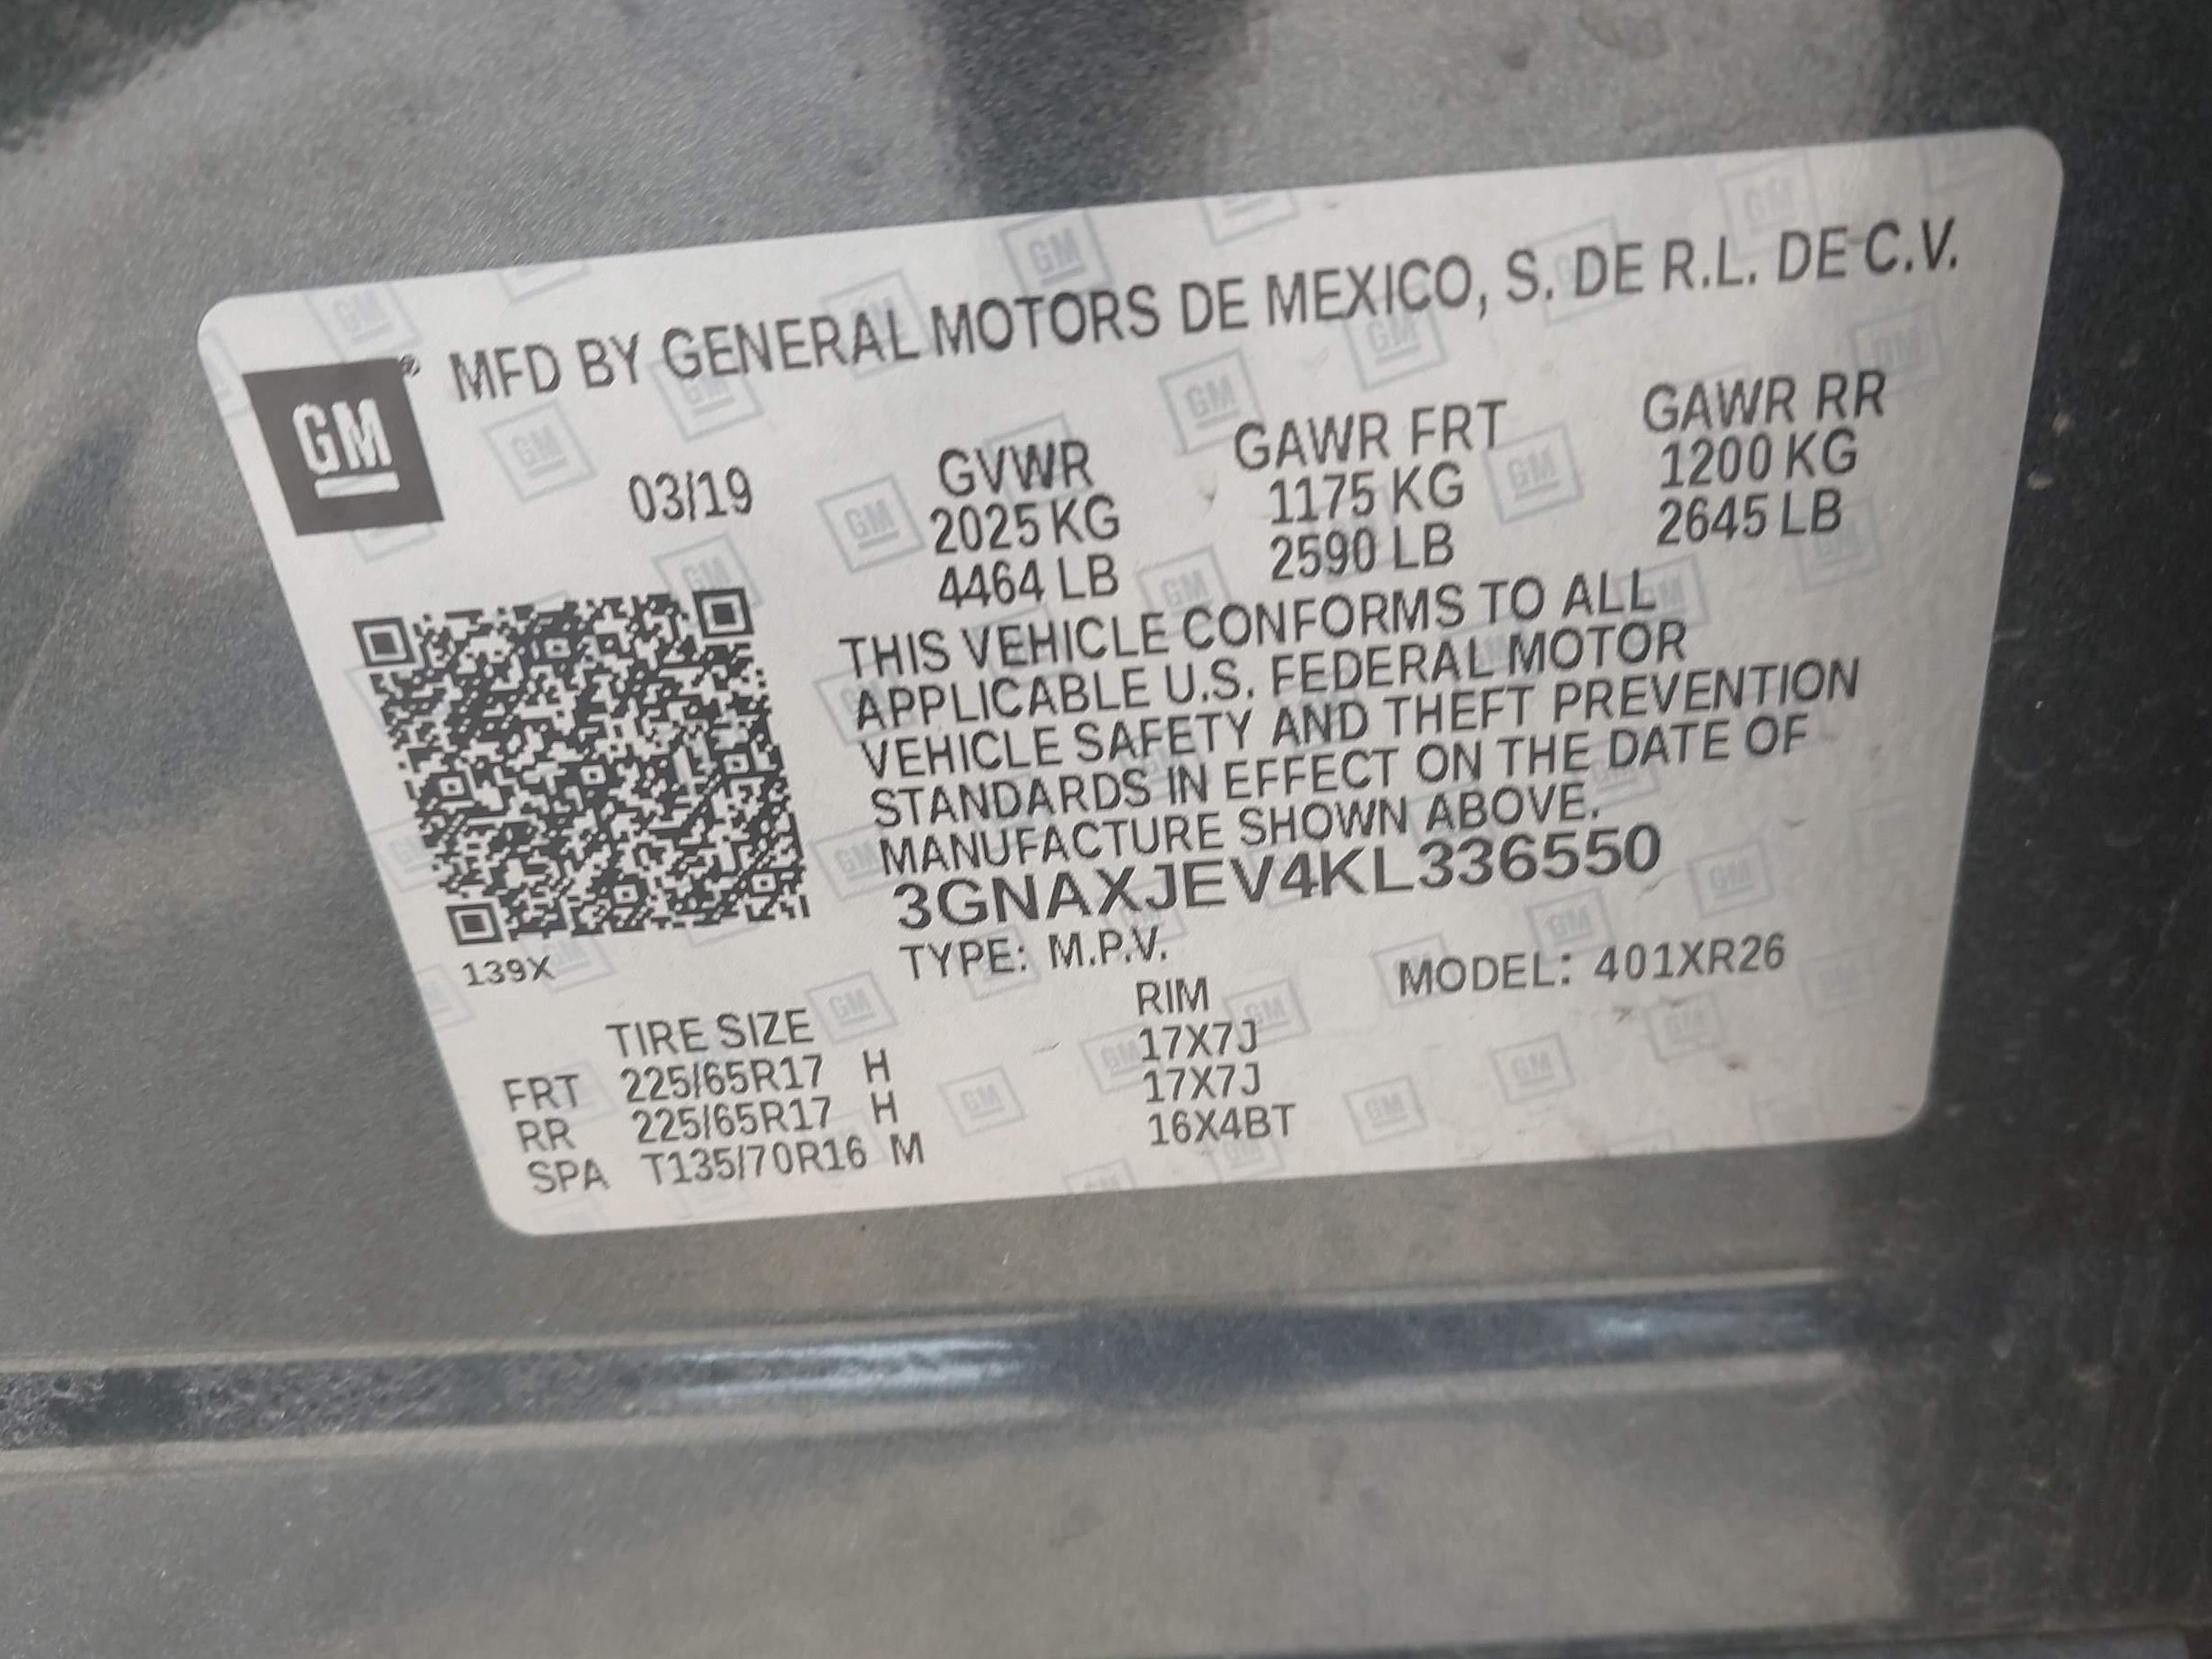 GM
® MFD BY GENERAL MOTORS DE MEXICO, S. DE R.L. DE C.V.
03/19 GVWR GAWR FRT GAWR RR
2025 KG 1175 KG 1200 KG
4464 LB 2590 LB 2645 LB
THIS VEHICLE CONFORMS TO ALL
APPLICABLE U.S. FEDERAL MOTOR
VEHICLE SAFETY AND THEFT PREVENTION
STANDARDS IN EFFECT ON THE DATE OF
MANUFACTURE SHOWN ABOVE.
3GNAXJEV4KL336550
139X
TYPE: M.P.V. MODEL: 401XR26
TIRE SIZE RIM
FRT 225/65R17 H 17X7J
RR 225/65R17 H 17X7J
SPA T135/70R16 M 16X4BT